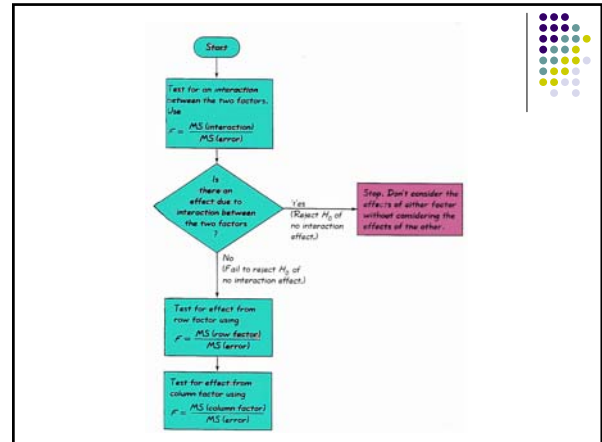 Start
Test for an interaction
between the two factors.
Use
F = MS (interaction) / MS (error)
Is
there an
effect due to
interaction between
the two factors
?
Yes
(Reject H₀ of
no interaction
effect.)
Stop. Don't consider the
effects of either factor
without considering the
effects of the other.
No
(Fail to reject H₀ of
no interaction effect.)
Test for effect from
row factor using
F = MS (row factor) / MS (error)
Test for effect from
column factor using
F = MS (column factor) / MS (error)